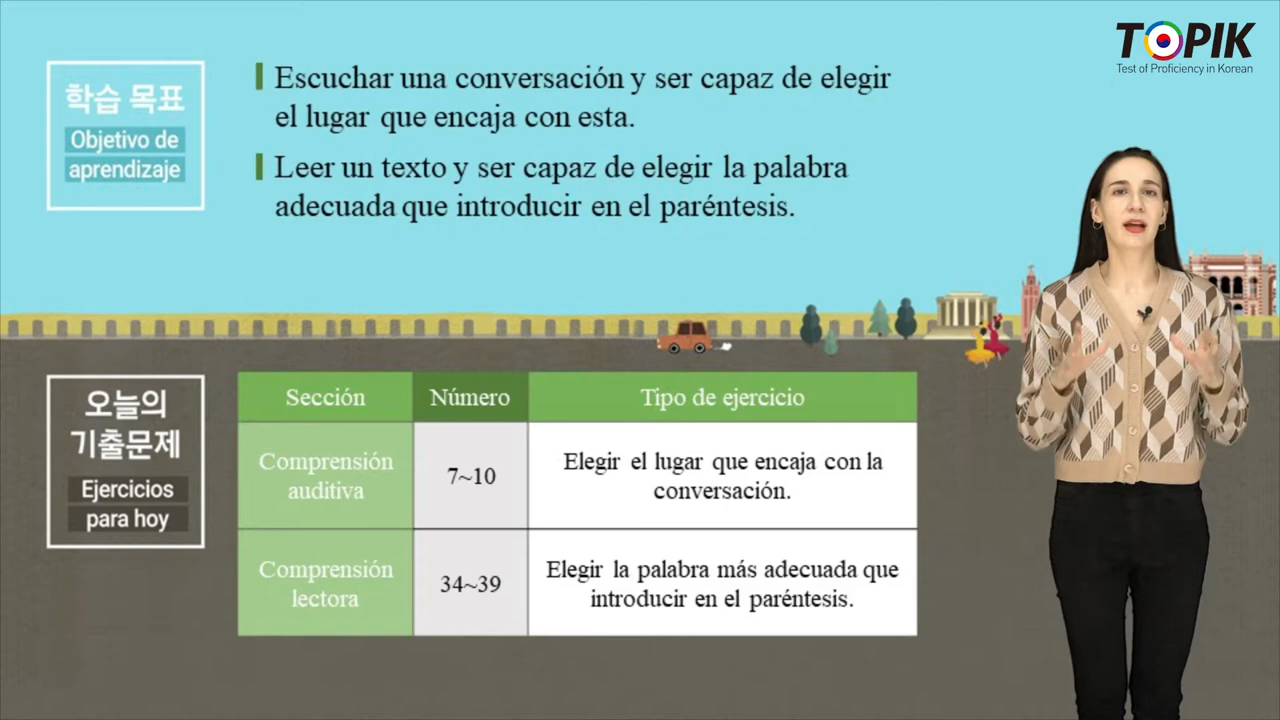 TOPIK
Test of Proficiency in Korean
학습 목표
Objetivo de
aprendizaje
Escuchar una conversación y ser capaz de elegir
el lugar que encaja con esta.
Leer un texto y ser capaz de elegir la palabra
adecuada que introducir en el paréntesis.
오늘의
기출문제
Ejercicios
para hoy
Sección Número Tipo de ejercicio
Comprensión
auditiva
7~10
Elegir el lugar que encaja con la
conversación.
Comprensión
lectora
34~39
Elegir la palabra más adecuada que
introducir en el paréntesis.